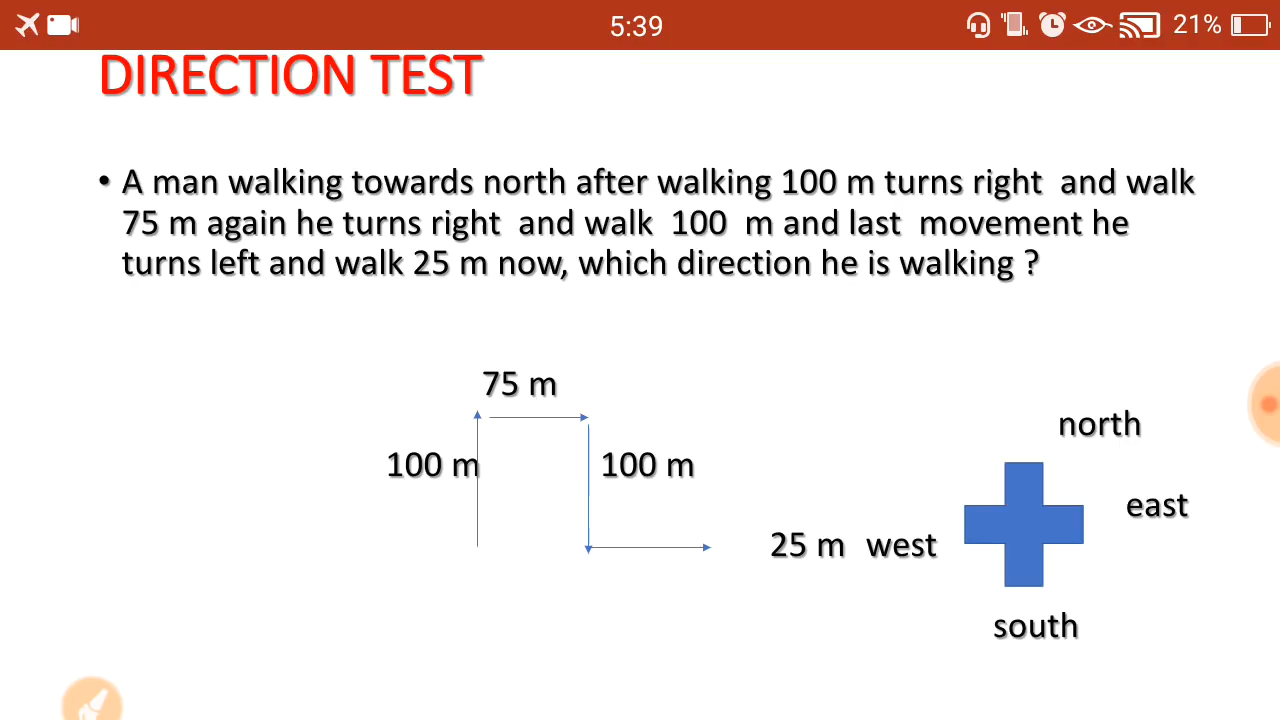 5:39
21%
DIRECTION TEST
• A man walking towards north after walking 100 m turns right and walk
75 m again he turns right and walk 100 m and last movement he
turns left and walk 25 m now, which direction he is walking ?
75 m
north
100 m
100 m
east
25 m west
south